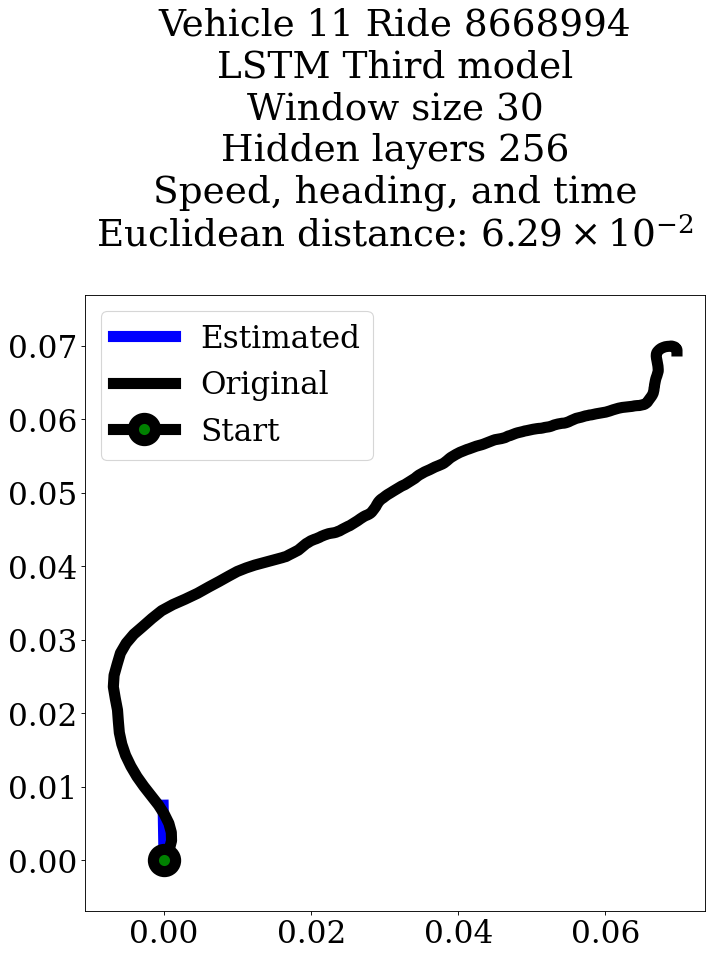 Vehicle 11 Ride 8668994
LSTM Third model
Window size 30
Hidden layers 256
Speed, heading, and time
Euclidean distance: 6.29 × 10⁻²
Estimated
Original
Start
0.07
0.06
0.05
0.04
0.03
0.02
0.01
0.00
0.00 0.02 0.04 0.06